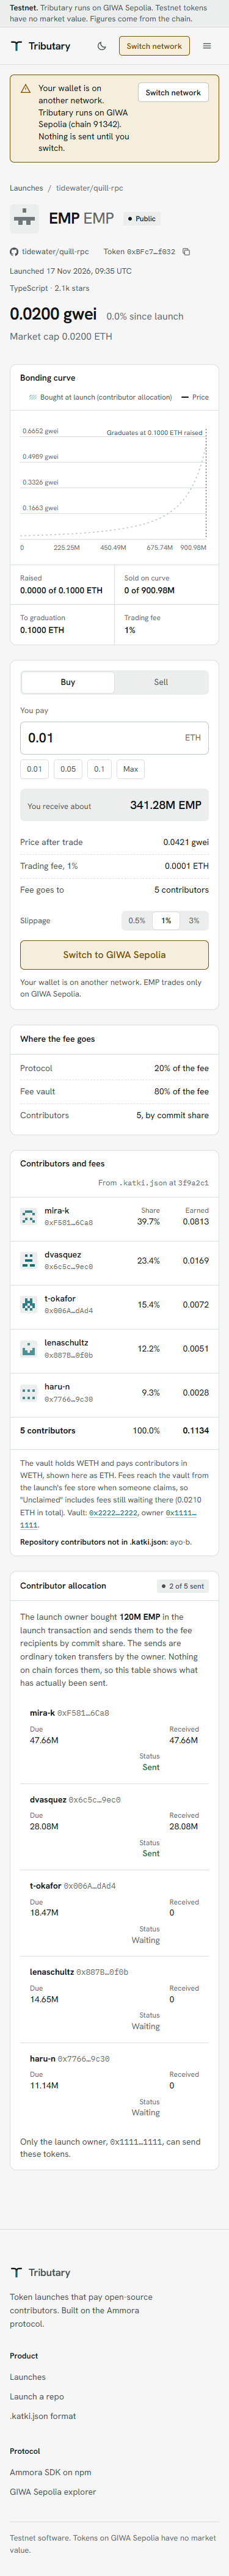 Testnet. Tributary runs on GIWA Sepolia. Testnet tokens
have no market value. Figures come from the chain.
Tributary
Switch network
Your wallet is on
another network.
Tributary runs on GIWA
Sepolia (chain 91342).
Nothing is sent until you
switch.
Switch network
Launches / tidewater/quill-rpc
EMP EMP
Public
tidewater/quill-rpc
Token 0xBFc7…f032
Launched 17 Nov 2026, 09:35 UTC
TypeScript · 2.1k stars
0.0200 gwei 0.0% since launch
Market cap 0.0200 ETH
Bonding curve
Bought at launch (contributor allocation)
Price
0.6652 gwei
Graduates at 0.1000 ETH raised
0.4989 gwei
0.3326 gwei
0.1663 gwei
0 225.25M 450.49M 675.74M 900.98M
Raised
0.0000 of 0.1000 ETH
Sold on curve
0 of 900.98M
To graduation
0.1000 ETH
Trading fee
1%
Buy
Sell
You pay
0.01
ETH
0.01 0.05 0.1 Max
You receive about
341.28M EMP
Price after trade 0.0421 gwei
Trading fee, 1% 0.0001 ETH
Fee goes to 5 contributors
Slippage 0.5% 1% 3%
Switch to GIWA Sepolia
Your wallet is on another network. EMP trades only
on GIWA Sepolia.
Where the fee goes
Protocol 20% of the fee
Fee vault 80% of the fee
Contributors 5, by commit share
Contributors and fees
From .katki.json at 3f9a2c1
mira-k
0xF581…6Ca8
Share
39.7%
Earned
0.0813
dvasquez
0x6c5c…9ec0
23.4% 0.0169
t-okafor
0x006A…dAd4
15.4% 0.0072
lenaschultz
0x887B…0f0b
12.2% 0.0051
haru-n
0x7766…9c30
9.3% 0.0028
5 contributors 100.0% 0.1134
The vault holds WETH and pays contributors in
WETH, shown here as ETH. Fees reach the vault from
the launch's fee store when someone claims, so
"Unclaimed" includes fees still waiting there (0.0210
ETH in total). Vault: 0x2222…2222, owner 0x1111…
1111.
Repository contributors not in .katki.json: ayo-b.
Contributor allocation
2 of 5 sent
The launch owner bought 120M EMP in the
launch transaction and sends them to the fee
recipients by commit share. The sends are
ordinary token transfers by the owner. Nothing
on chain forces them, so this table shows what
has actually been sent.
mira-k 0xF581…6Ca8
Due
47.66M
Received
47.66M
Status
Sent
dvasquez 0x6c5c…9ec0
Due
28.08M
Received
28.08M
Status
Sent
t-okafor 0x006A…dAd4
Due
18.47M
Received
0
Status
Waiting
lenaschultz 0x887B…0f0b
Due
14.65M
Received
0
Status
Waiting
haru-n 0x7766…9c30
Due
11.14M
Received
0
Status
Waiting
Only the launch owner, 0x1111…1111, can send
these tokens.
Tributary
Token launches that pay open-source
contributors. Built on the Ammora
protocol.
Product
Launches
Launch a repo
.katki.json format
Protocol
Ammora SDK on npm
GIWA Sepolia explorer
Testnet software. Tokens on GIWA Sepolia have no market
value.